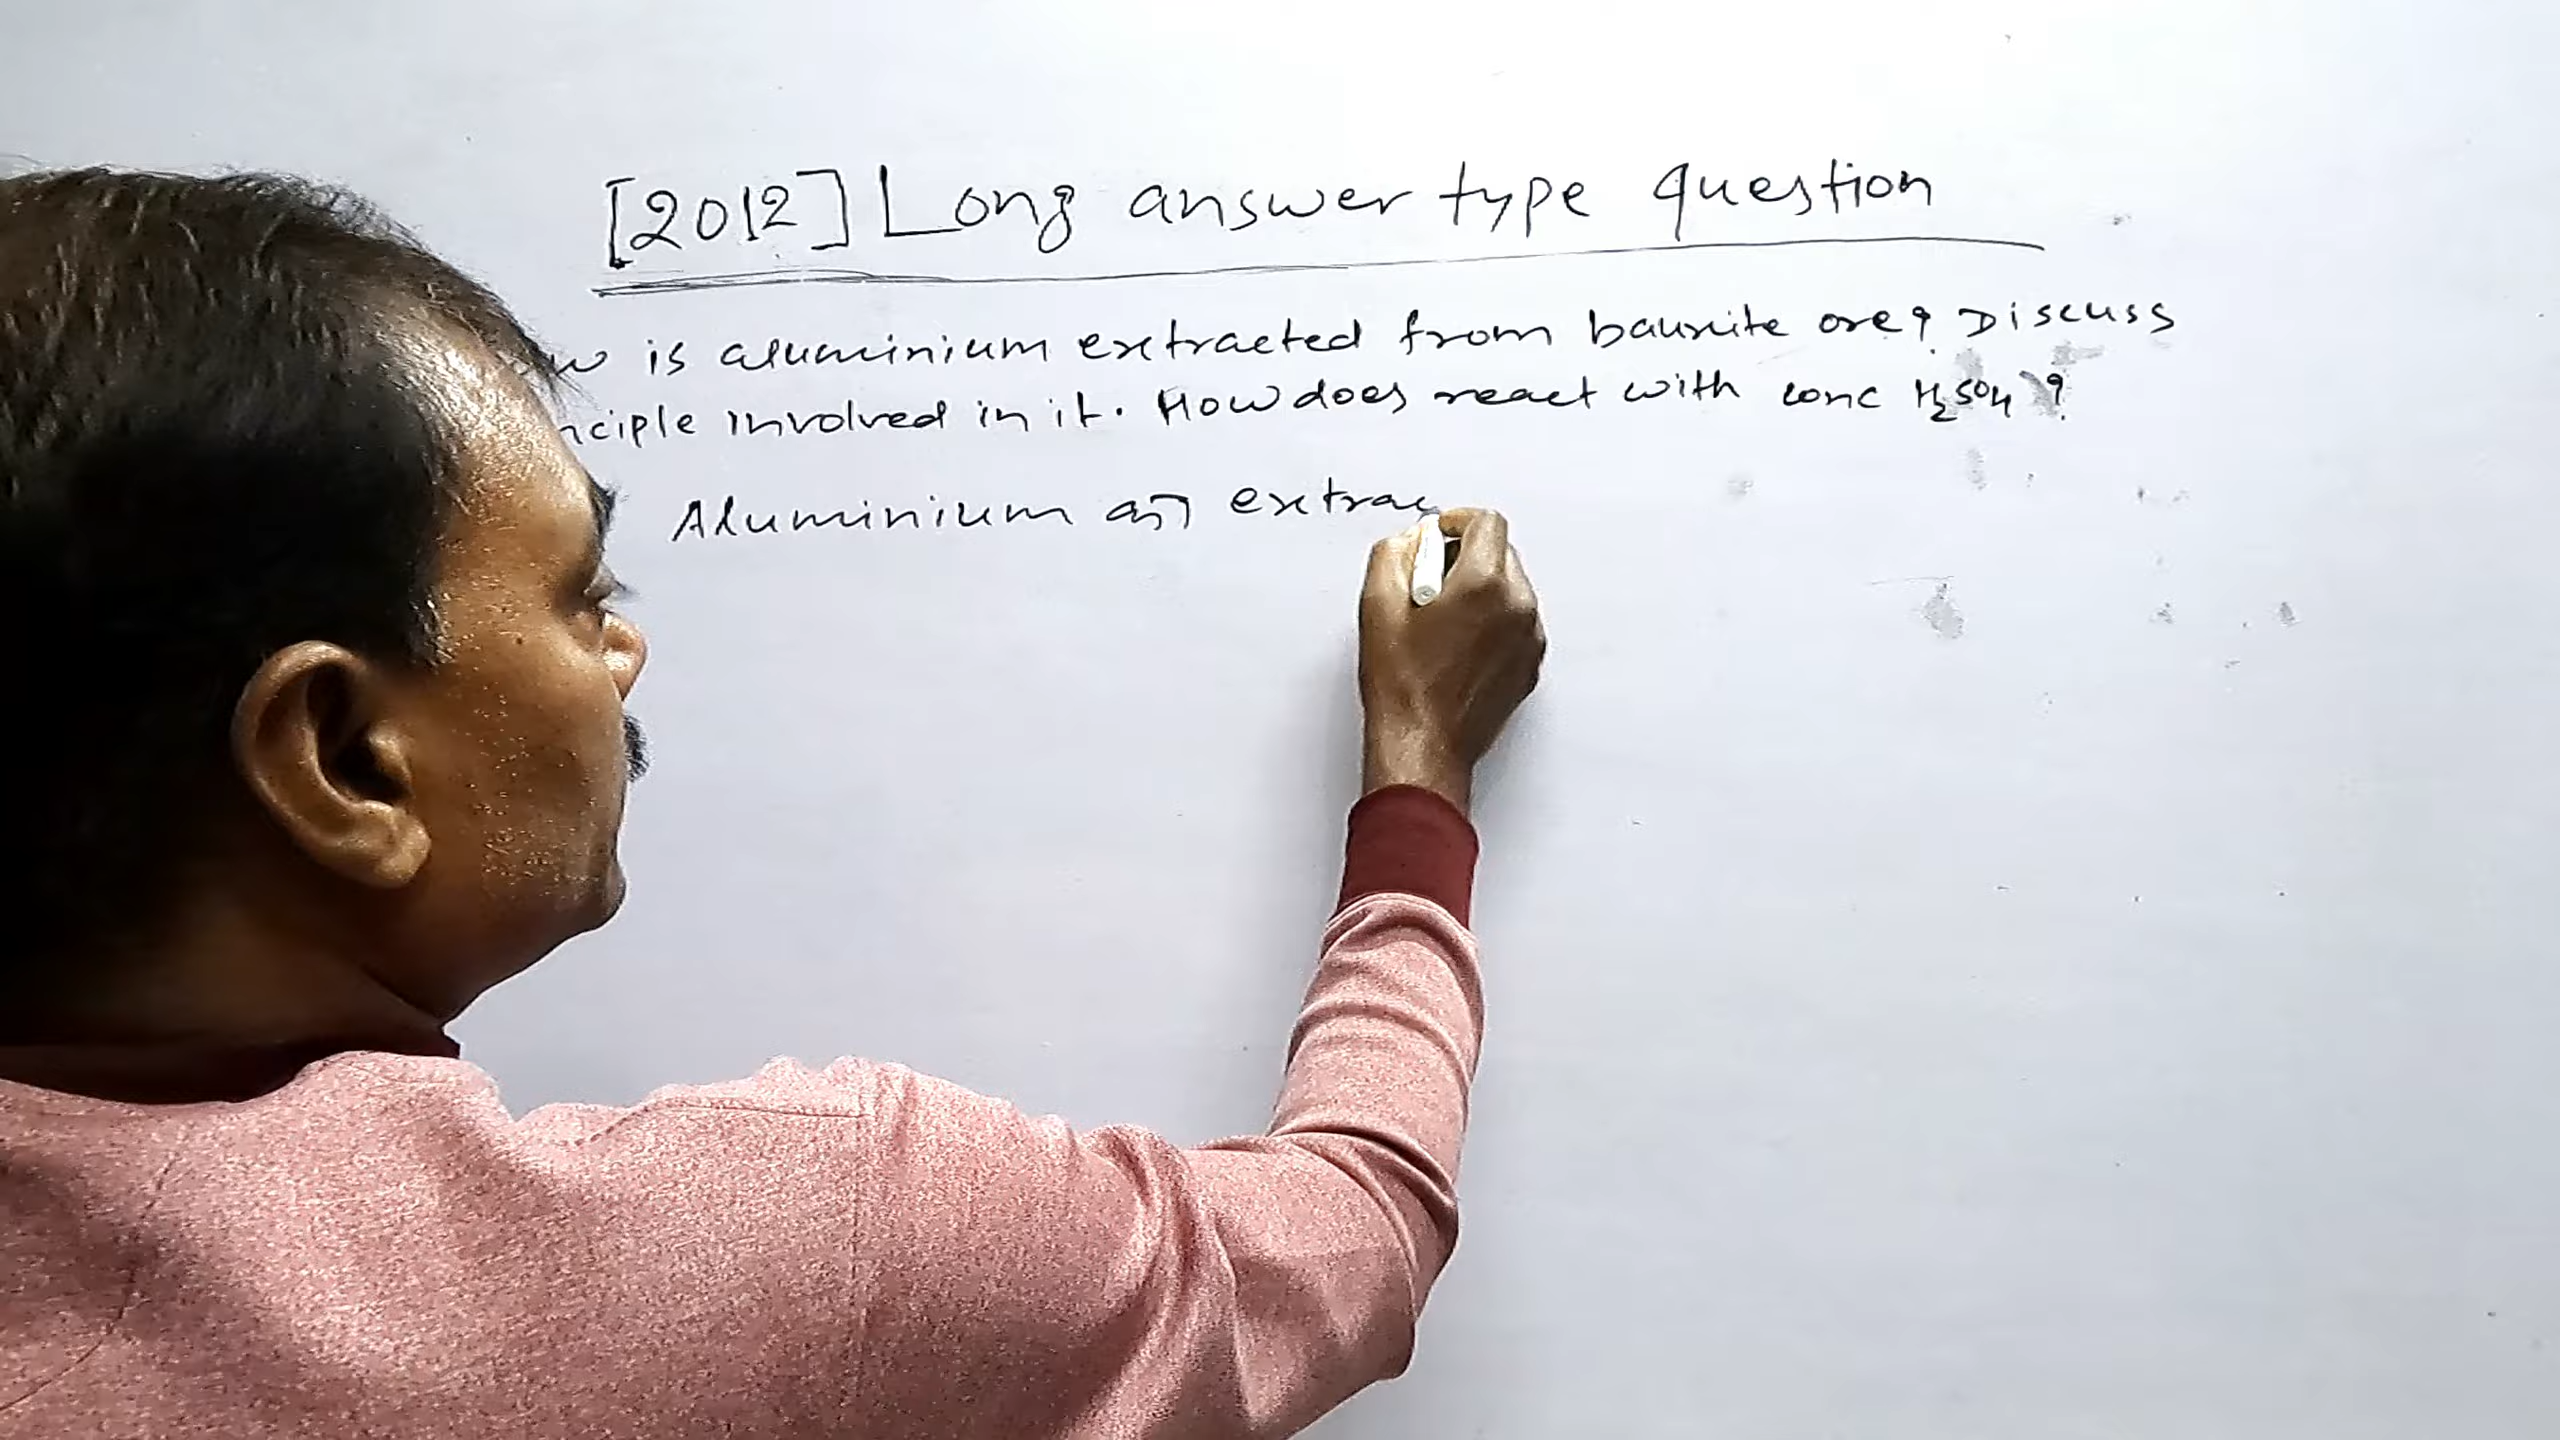 [2012] Long answer type question
is aluminium extracted from bauxite ore? Discuss
nciple involved in it. How does react with conc H2SO4?
Aluminium का extrac